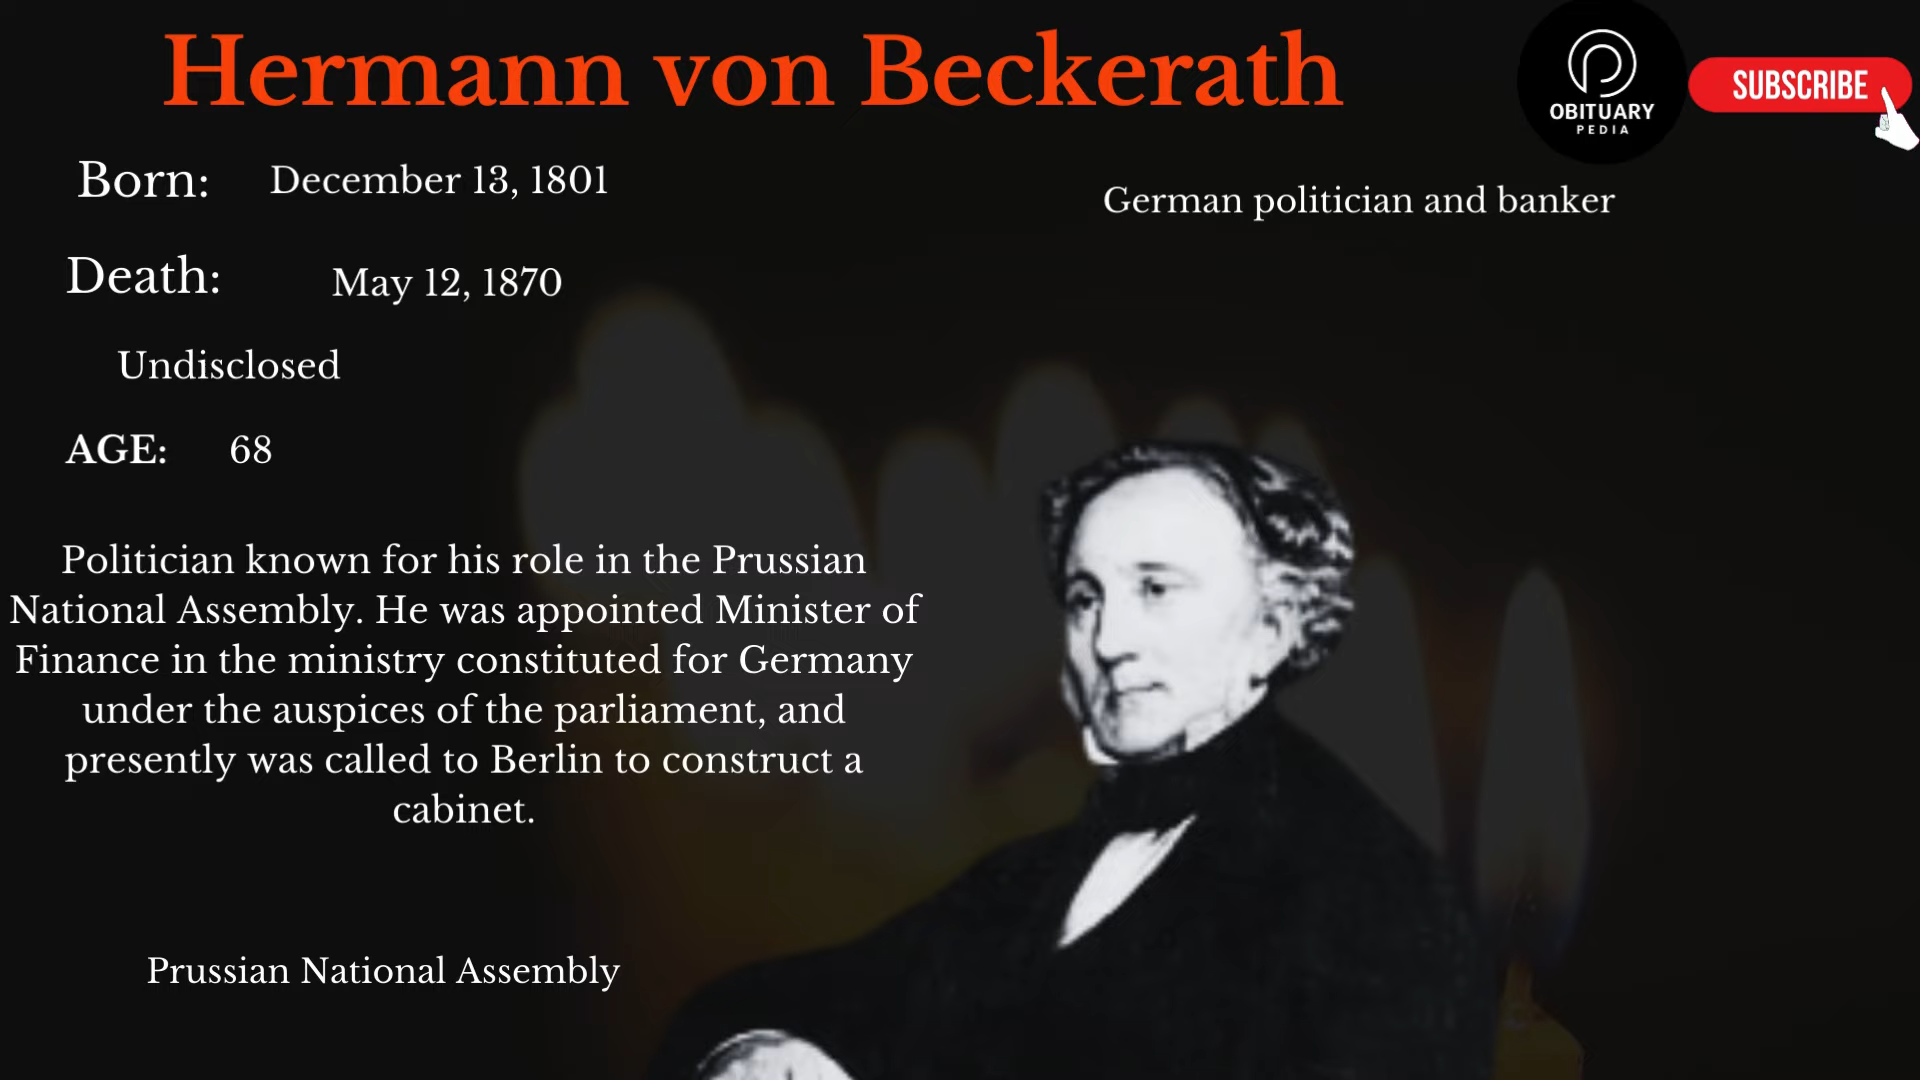 Hermann von Beckerath
OBITUARY
PEDIA
SUBSCRIBE
Born: December 13, 1801
German politician and banker
Death: May 12, 1870
Undisclosed
AGE: 68
Politician known for his role in the Prussian
National Assembly. He was appointed Minister of
Finance in the ministry constituted for Germany
under the auspices of the parliament, and
presently was called to Berlin to construct a
cabinet.
Prussian National Assembly